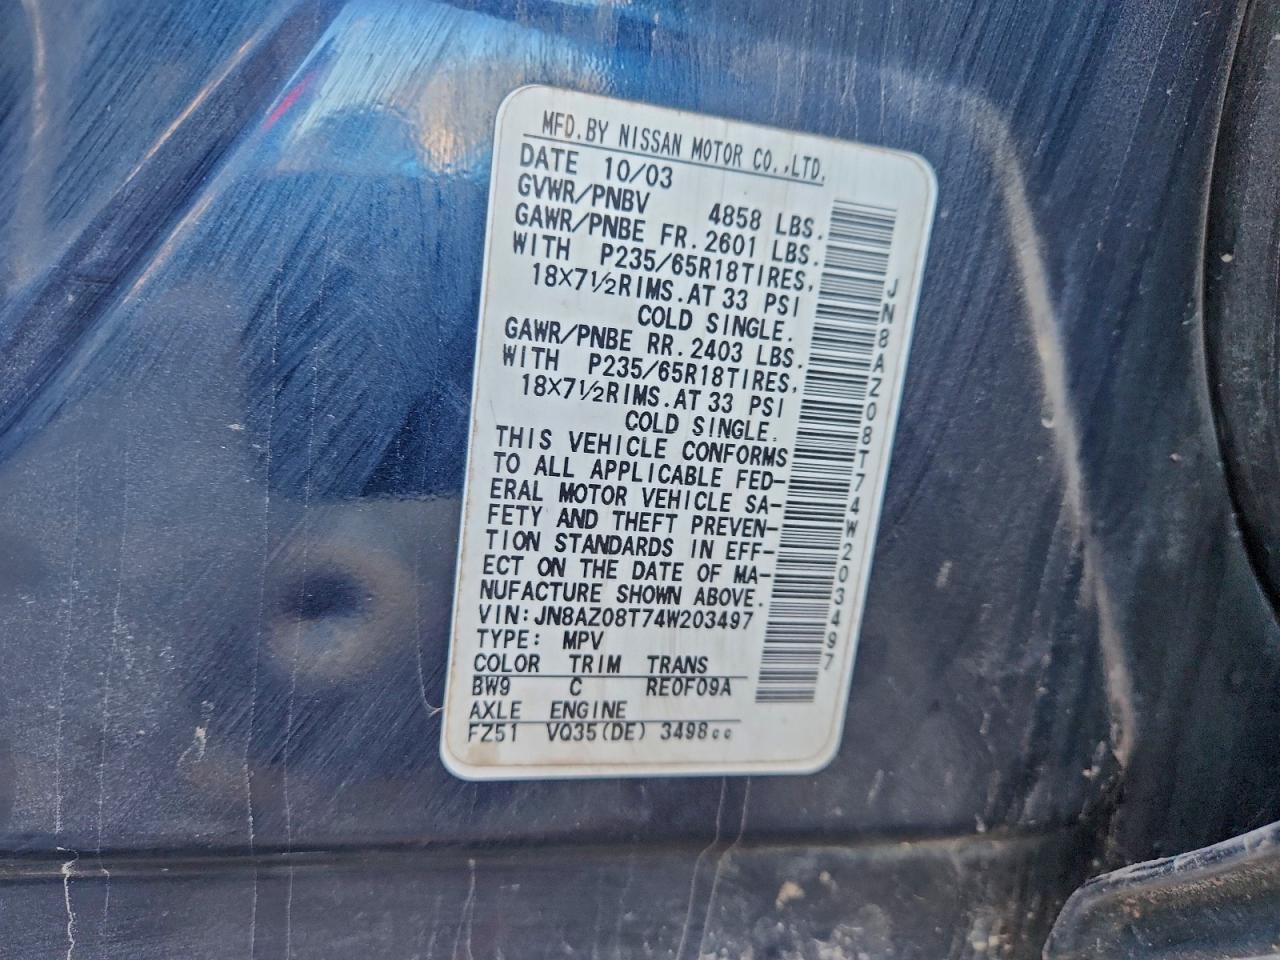 MFD.BY NISSAN MOTOR CO.,LTD.
DATE 10/03
GVWR/PNBV 4858 LBS.
GAWR/PNBE FR. 2601 LBS.
WITH P235/65R18TIRES,
18×7½RIMS.AT 33 PSI
COLD SINGLE.
GAWR/PNBE RR. 2403 LBS.
WITH P235/65R18TIRES,
18×7½RIMS.AT 33 PSI
COLD SINGLE.
THIS VEHICLE CONFORMS
TO ALL APPLICABLE FED-
ERAL MOTOR VEHICLE SA-
FETY AND THEFT PREVEN-
TION STANDARDS IN EFF-
ECT ON THE DATE OF MA-
NUFACTURE SHOWN ABOVE.
VIN:JN8AZ08T74W203497
TYPE: MPV
COLOR TRIM TRANS
BW9 C RE0F09A
AXLE ENGINE
FZ51 VQ35(DE) 3498cc
JN8AZ08T74W203497